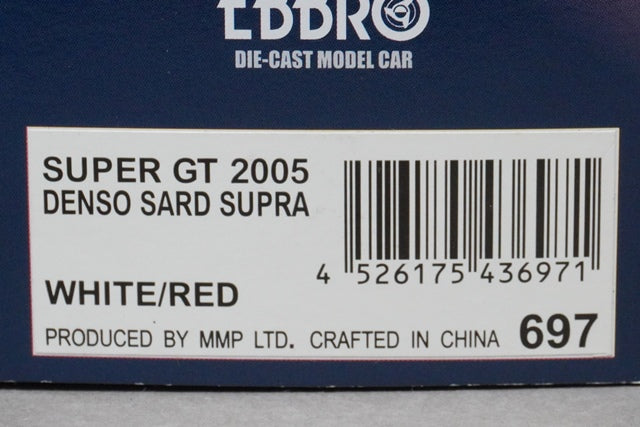 EBBRO
DIE-CAST MODEL CAR
SUPER GT 2005
DENSO SARD SUPRA
WHITE/RED
4 526175 436971
PRODUCED BY MMP LTD. CRAFTED IN CHINA 697